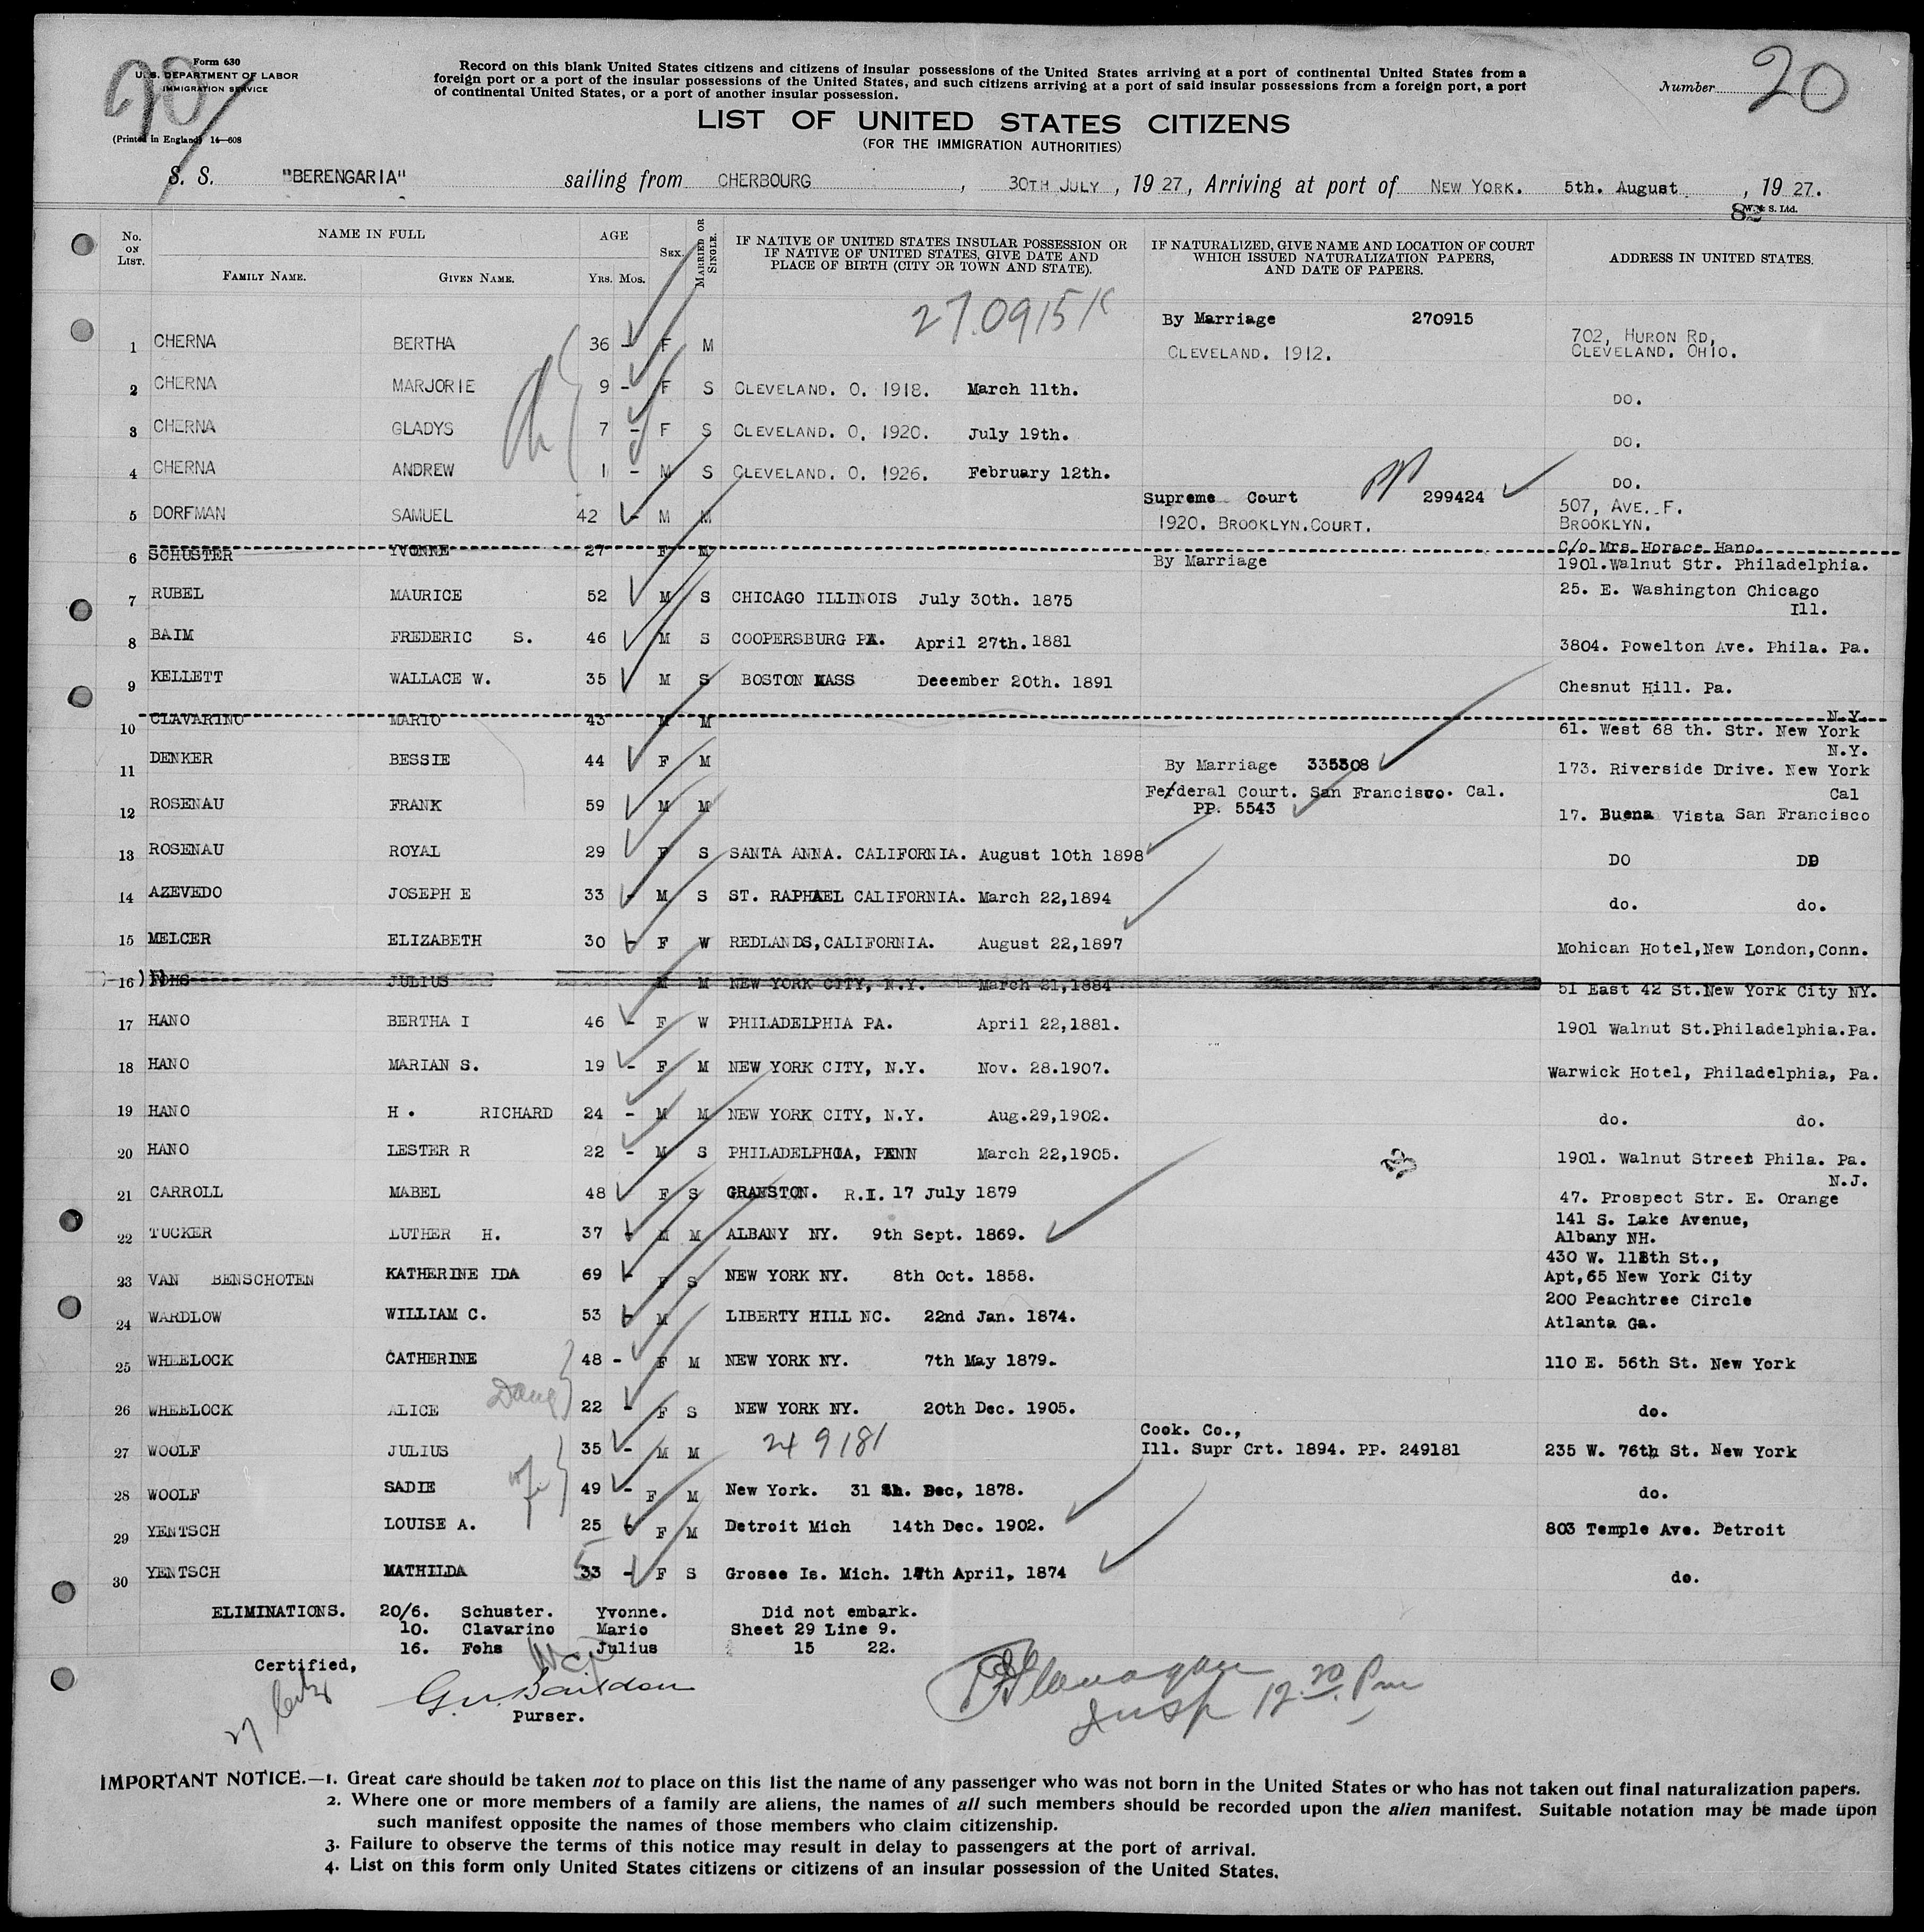 Form 630
U. S. DEPARTMENT OF LABOR
IMMIGRATION SERVICE
(Printed in England) 14—608
Record on this blank United States citizens and citizens of insular possessions of the United States arriving at a port of continental United States from a
foreign port or a port of the insular possessions of the United States, and such citizens arriving at a port of said insular possessions from a foreign port, a port
of continental United States, or a port of another insular possession.
Number 20
LIST OF UNITED STATES CITIZENS
(FOR THE IMMIGRATION AUTHORITIES)
S. S. "BERENGARIA" sailing from CHERBOURG, 30TH JULY, 1927, Arriving at port of NEW YORK. 5th. August, 1927.
W. & S. Ltd.
No. ON LIST. NAME IN FULL FAMILY NAME. GIVEN NAME. AGE YRS. MOS. SEX. MARRIED OR SINGLE. IF NATIVE OF UNITED STATES INSULAR POSSESSION OR IF NATIVE OF UNITED STATES, GIVE DATE AND PLACE OF BIRTH (CITY OR TOWN AND STATE). IF NATURALIZED, GIVE NAME AND LOCATION OF COURT WHICH ISSUED NATURALIZATION PAPERS, AND DATE OF PAPERS. ADDRESS IN UNITED STATES.
270915
By Marriage 270915
1 CHERNA BERTHA 36 - F M CLEVELAND. 1912. 702, HURON RD, CLEVELAND. OHIO.
2 CHERNA MARJORIE 9 - F S CLEVELAND. O. 1918. March 11th. DO.
3 CHERNA GLADYS 7 - F S CLEVELAND. O. 1920. July 19th. DO.
4 CHERNA ANDREW 1 - M S CLEVELAND. O. 1926. February 12th. DO.
Supreme Court 299424
5 DORFMAN SAMUEL 42 - M M 1920. BROOKLYN.COURT. 507, AVE. F. BROOKLYN.
6 SCHUSTER YVONNE 27 F M By Marriage C/o Mrs Horace Hano 1901.Walnut Str. Philadelphia.
7 RUBEL MAURICE 52 M S CHICAGO ILLINOIS July 30th. 1875 25. E. Washington Chicago Ill.
8 BAIM FREDERIC S. 46 M S COOPERSBURG PA. April 27th. 1881 3804. Powelton Ave. Phila. Pa.
9 KELLETT WALLACE W. 35 M S BOSTON MASS December 20th. 1891 Chesnut Hill. Pa.
10 CLAVARINO MARIO 43 M M N.Y. 61. West 68 th. Str. New York
11 DENKER BESSIE 44 F M By Marriage 335308 N.Y. 173. Riverside Drive. New York
12 ROSENAU FRANK 59 M M Federal Court. San Francisco. Cal. PP. 5543 Cal 17. Buena Vista San Francisco
13 ROSENAU ROYAL 29 F S SANTA ANNA. CALIFORNIA. August 10th 1898 DO DO
14 AZEVEDO JOSEPH E 33 - M S ST. RAPHAEL CALIFORNIA. March 22,1894 do. do.
15 MELCER ELIZABETH 30 - F W REDLANDS,CALIFORNIA. August 22,1897 Mohican Hotel,New London,Conn.
16 FOHS JULIUS M M NEW YORK CITY, N.Y. March 21,1884 51 East 42 St.New York City NY.
17 HANO BERTHA I 46 - F W PHILADELPHIA PA. April 22,1881. 1901 Walnut St.Philadelphia.Pa.
18 HANO MARIAN S. 19 - F M NEW YORK CITY, N.Y. Nov. 28.1907. Warwick Hotel, Philadelphia, Pa.
19 HANO H. RICHARD 24 - M M NEW YORK CITY, N.Y. Aug.29,1902. do. do.
20 HANO LESTER R 22 - M S PHILADELPHIA, PENN March 22,1905. 1901. Walnut Street Phila. Pa.
21 CARROLL MABEL 48 F S R.I. 17 July 1879 N.J. 47. Prospect Str. E. Orange
22 TUCKER LUTHER H. 37 - M M ALBANY NY. 9th Sept. 1869. 141 S. Lake Avenue, Albany NH.
23 VAN BENSCHOTEN KATHERINE IDA 69 - F S NEW YORK NY. 8th Oct. 1858. 430 W. 118th St., Apt,65 New York City
24 WARDLOW WILLIAM C. 53 - M LIBERTY HILL NC. 22nd Jan. 1874. 200 Peachtree Circle Atlanta Ga.
25 WHEELOCK CATHERINE 48 - F M NEW YORK NY. 7th May 1879. 110 E. 56th St. New York
26 WHEELOCK ALICE Daug 22 - F S NEW YORK NY. 20th Dec. 1905. do.
27 WOOLF JULIUS 35 - M M 249181 Cook. Co., Ill. Supr Crt. 1894. PP. 249181 235 W. 76th St. New York
28 WOOLF SADIE 49 - F M New York. 31 Dec, 1878. do.
29 YENTSCH LOUISE A. 25 - F M Detroit Mich 14th Dec. 1902. 803 Temple Ave. Detroit
30 YENTSCH MATHILDA 53 - F S Grosse Is. Mich. 17th April, 1874 do.
ELIMINATIONS. 20/6. Schuster. Yvonne. Did not embark.
10. Clavarino Mario Sheet 29 Line 9.
16. Fohs Julius 15 22.
Certified,
Purser.
Insp 12.20 Pm
IMPORTANT NOTICE.—1. Great care should be taken not to place on this list the name of any passenger who was not born in the United States or who has not taken out final naturalization papers.
2. Where one or more members of a family are aliens, the names of all such members should be recorded upon the alien manifest. Suitable notation may be made upon
such manifest opposite the names of those members who claim citizenship.
3. Failure to observe the terms of this notice may result in delay to passengers at the port of arrival.
4. List on this form only United States citizens or citizens of an insular possession of the United States.